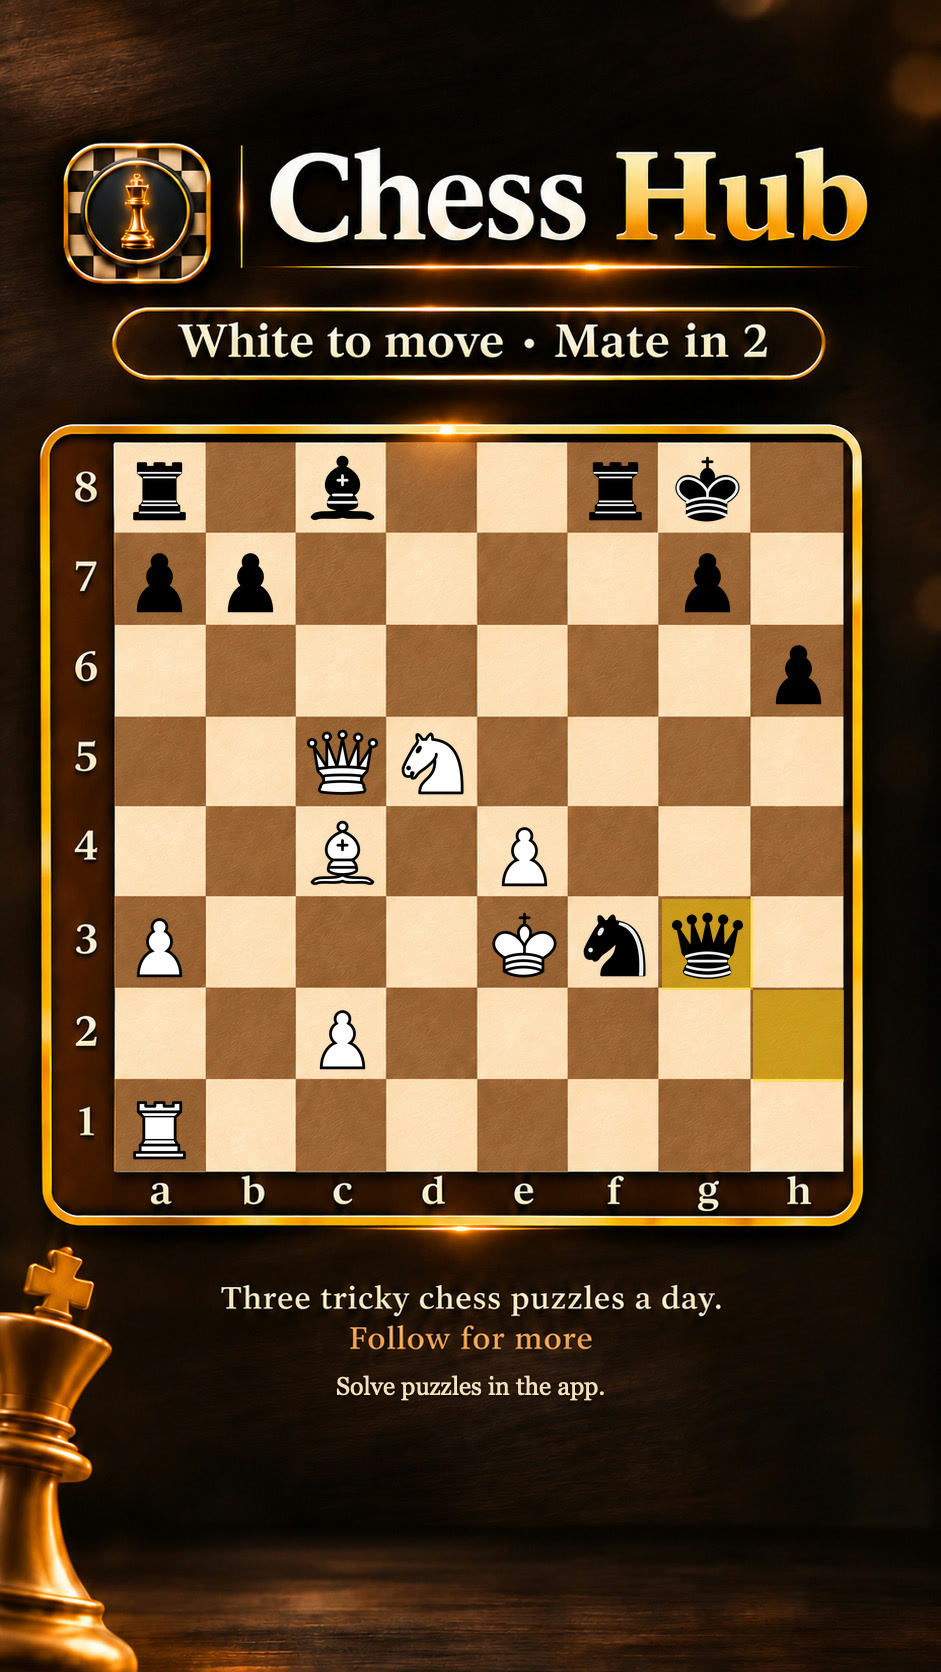 Chess Hub
White to move • Mate in 2
8
7
6
5
4
3
2
1
a b c d e f g h
Three tricky chess puzzles a day.
Follow for more
Solve puzzles in the app.